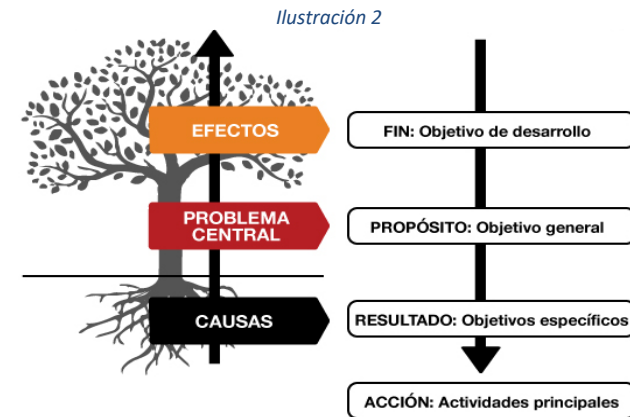 Ilustración 2
EFECTOS
FIN: Objetivo de desarrollo
PROBLEMA
CENTRAL
PROPÓSITO: Objetivo general
CAUSAS
RESULTADO: Objetivos específicos
ACCIÓN: Actividades principales